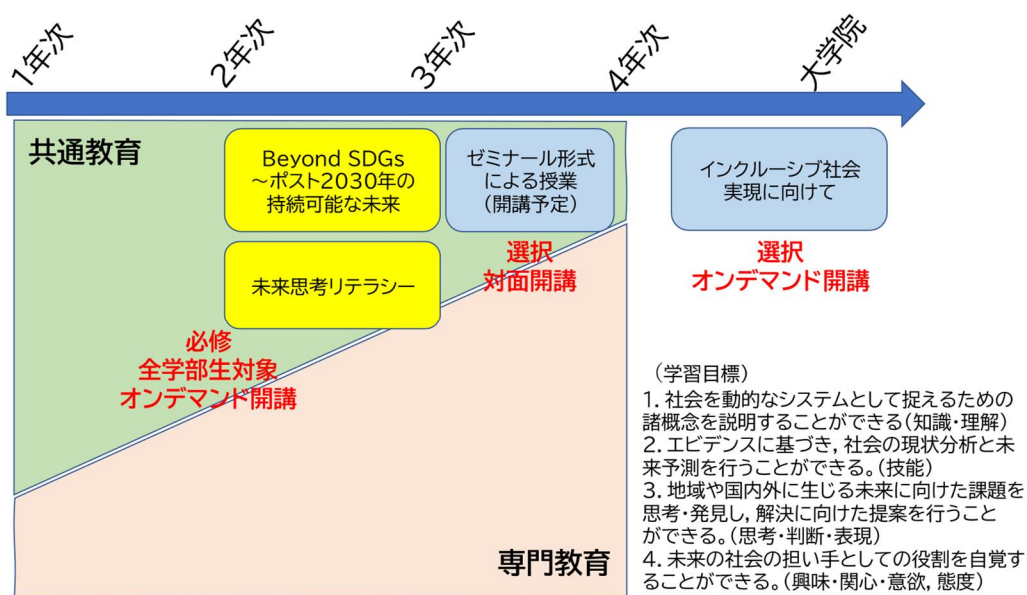 1年次
2年次
3年次
4年次
大学院
共通教育
Beyond SDGs
~ポスト2030年の
持続可能な未来
ゼミナール形式
による授業
(開講予定)
インクルーシブ社会
実現に向けて
選択
対面開講
選択
オンデマンド開講
未来思考リテラシー
必修
全学部生対象
オンデマンド開講
専門教育
(学習目標)
1. 社会を動的なシステムとして捉えるための
諸概念を説明することができる(知識・理解)
2. エビデンスに基づき, 社会の現状分析と未
来予測を行うことができる。(技能)
3. 地域や国内外に生じる未来に向けた課題を
思考・発見し, 解決に向けた提案を行うこと
ができる。(思考・判断・表現)
4. 未来の社会の担い手としての役割を自覚す
ることができる。(興味・関心・意欲, 態度)